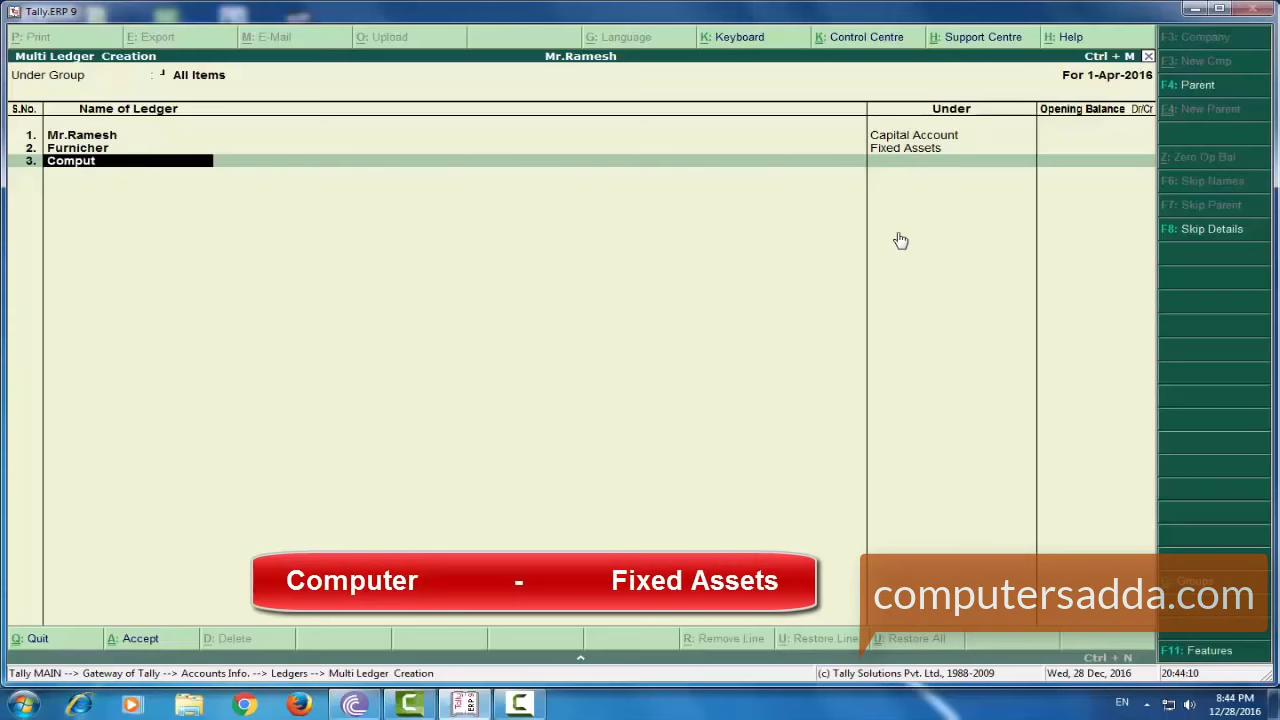 Tally.ERP 9
P: Print E: Export M: E-Mail O: Upload G: Language K: Keyboard K: Control Centre H: Support Centre H: Help
F3: Company
Multi Ledger Creation Mr.Ramesh Ctrl + M
F3: New Cmp
Under Group : All Items For 1-Apr-2016
F4: Parent
S.No. Name of Ledger Under Opening Balance Dr/Cr
F4: New Parent
1. Mr.Ramesh Capital Account
2. Furnicher Fixed Assets
3. Comput
Z: Zero Op Bal
F6: Skip Names
F7: Skip Parent
F8: Skip Details
Computer - Fixed Assets
G: Groups
computersadda.com
Q: Quit A: Accept D: Delete R: Remove Line U: Restore Line U: Restore All
F11: Features
Ctrl + N
Tally MAIN --> Gateway of Tally --> Accounts Info. --> Ledgers --> Multi Ledger Creation (c) Tally Solutions Pvt. Ltd., 1988-2009 Wed, 28 Dec, 2016 20:44:10
EN 8:44 PM
12/28/2016